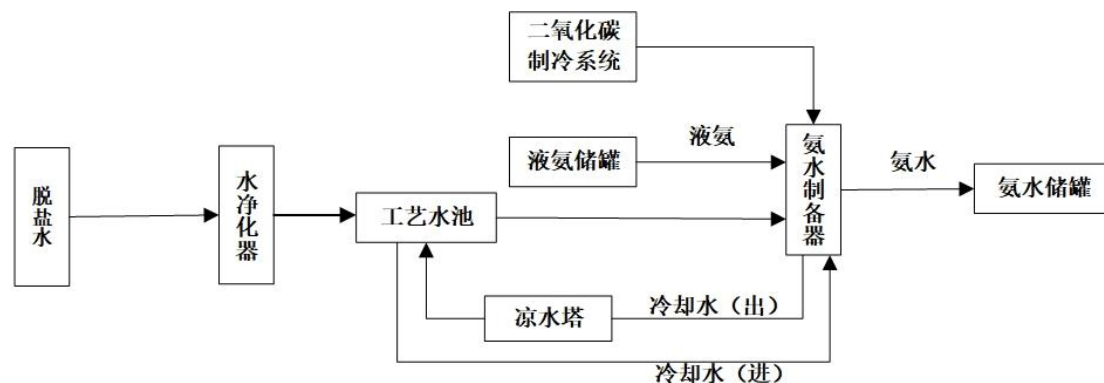 二氧化碳
制冷系统
液氨储罐
液氨
氨水制备器
氨水
氨水储罐
脱盐水
水净化器
工艺水池
凉水塔
冷却水（出）
冷却水（进）